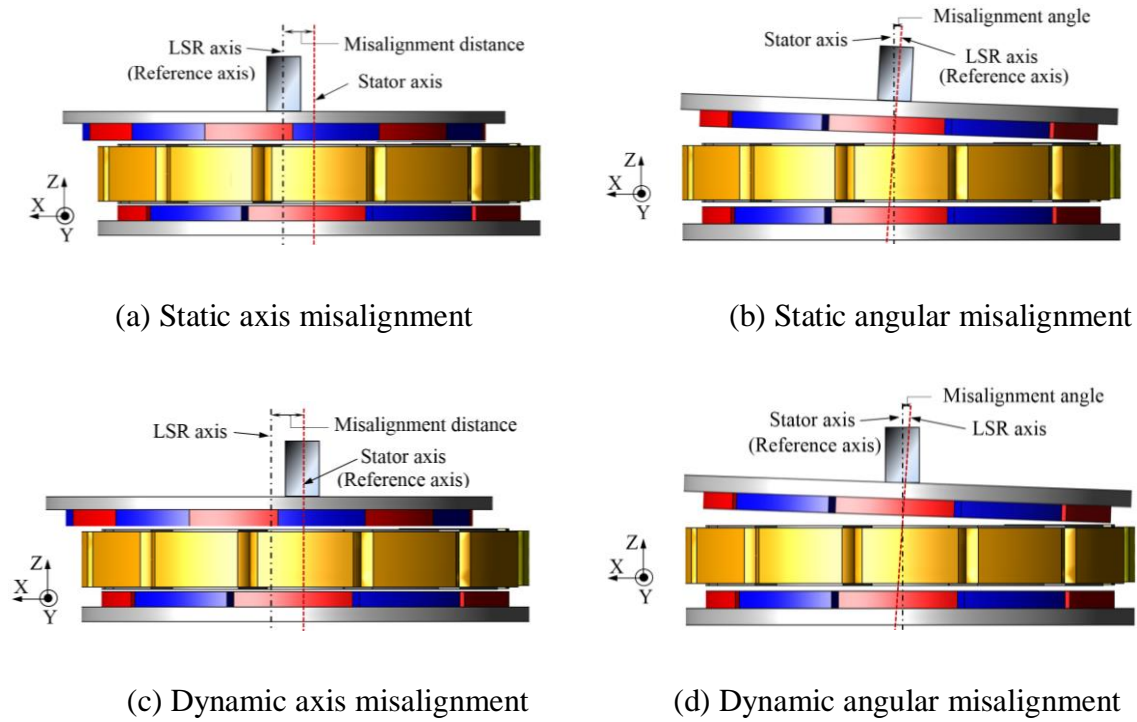 LSR axis
(Reference axis)
Misalignment distance
Stator axis
Z
X
Y
(a) Static axis misalignment
Misalignment angle
Stator axis
LSR axis
(Reference axis)
Z
X
Y
(b) Static angular misalignment
LSR axis
Misalignment distance
Stator axis
(Reference axis)
Z
X
Y
(c) Dynamic axis misalignment
Misalignment angle
Stator axis
(Reference axis)
LSR axis
Z
X
Y
(d) Dynamic angular misalignment